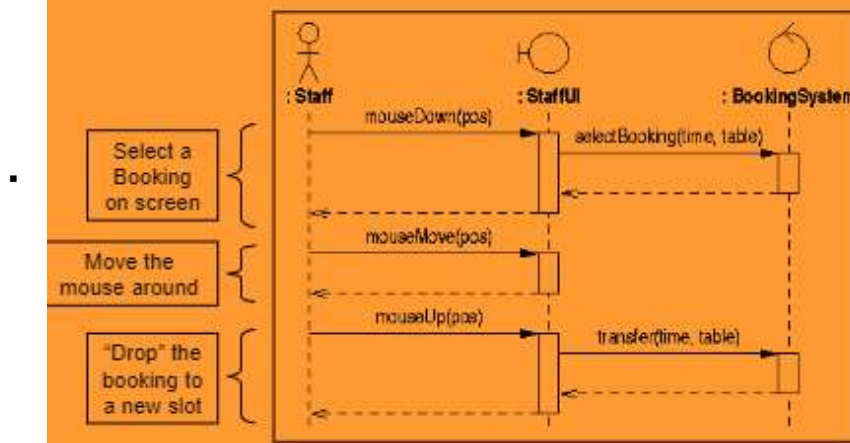 : Staff
: StaffUI
: BookingSystem
mouseDown(pos)
selectBooking(time, table)
Select a
Booking
on screen
mouseMove(pos)
Move the
mouse around
mouseUp(pos)
transfer(time, table)
"Drop" the
booking to
a new slot